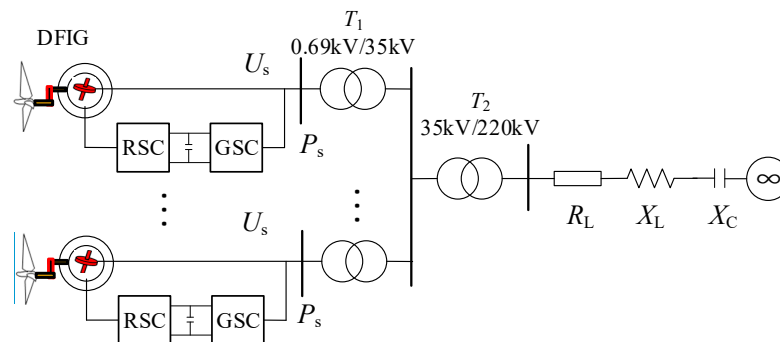 DFIG
T1
0.69kV/35kV
Us
T2
35kV/220kV
RSC
GSC
Ps
∞
RL
XL
XC
Us
RSC
GSC
Ps